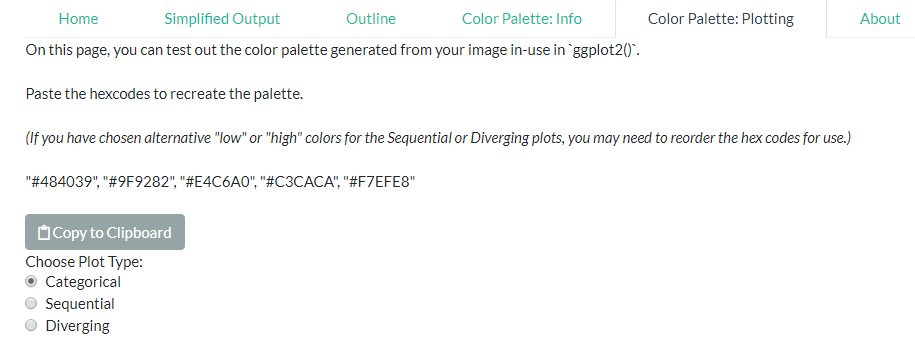 Home Simplified Output Outline Color Palette: Info Color Palette: Plotting About
On this page, you can test out the color palette generated from your image in-use in `ggplot2()`.
Paste the hexcodes to recreate the palette.
(If you have chosen alternative "low" or "high" colors for the Sequential or Diverging plots, you may need to reorder the hex codes for use.)
"#484039", "#9F9282", "#E4C6A0", "#C3CACA", "#F7EFE8"
Copy to Clipboard
Choose Plot Type:
Categorical
Sequential
Diverging